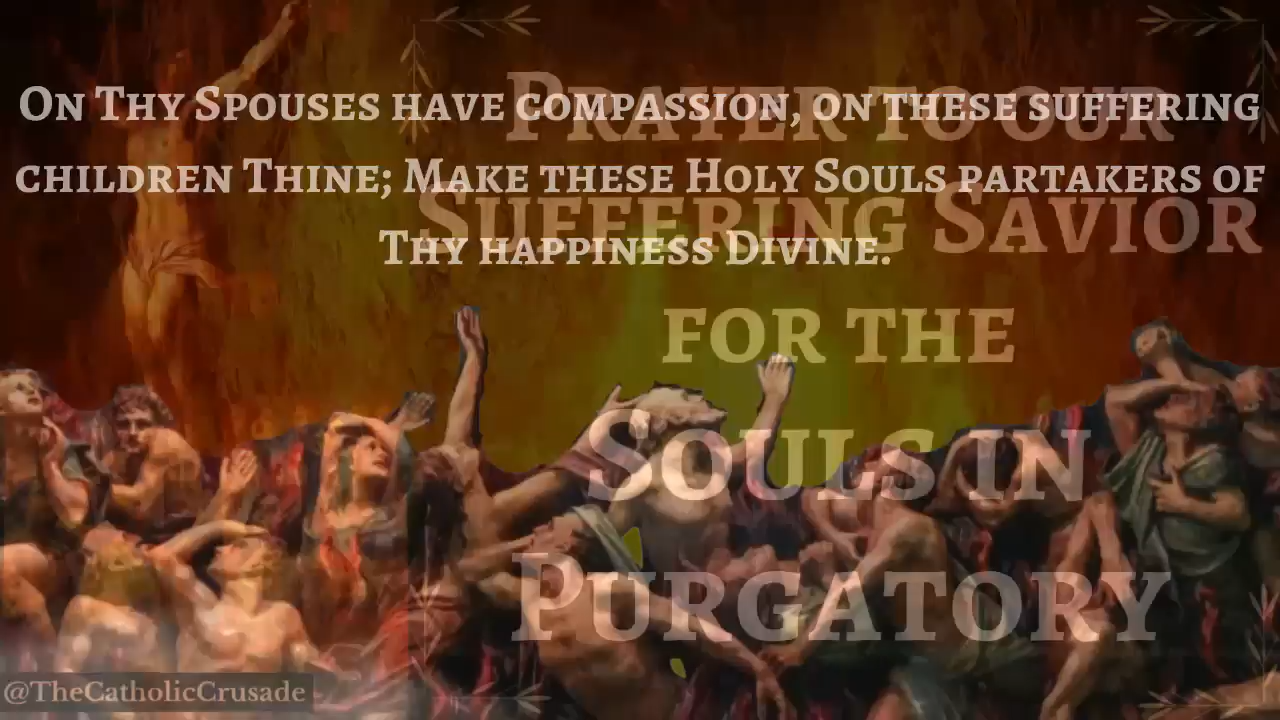 On Thy Spouses have compassion, on these suffering
children Thine; Make these Holy Souls partakers of
Thy happiness Divine.
Prayer to our
Suffering Savior
for the
Souls in
Purgatory
@TheCatholicCrusade